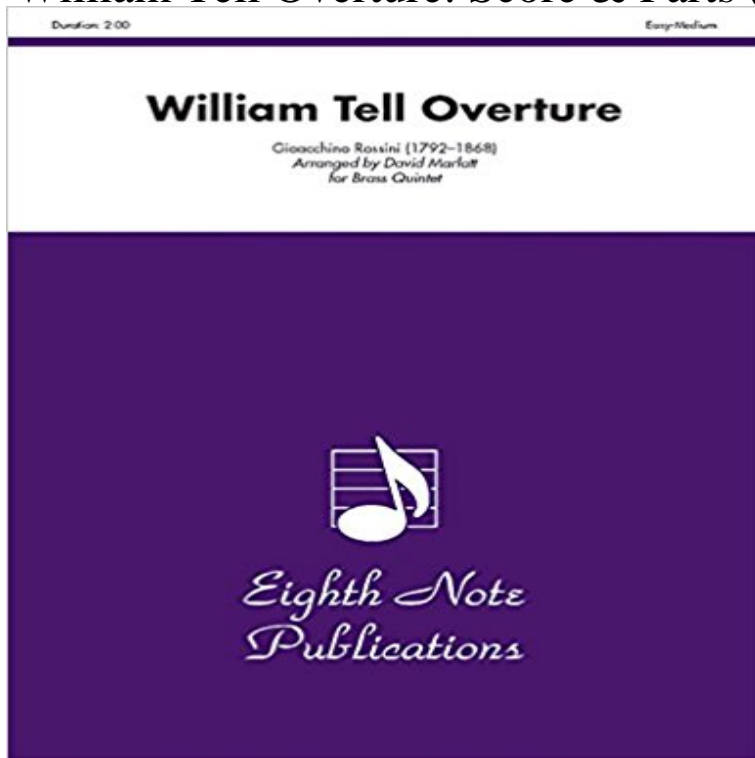 William Tell Overture: Score & Parts (
Duration: 2:00
Easy-Medium
William Tell Overture
Gioacchino Rossini (1792–1868)
Arranged by David Marlatt
for Brass Quintet
Eighth Note
Publications